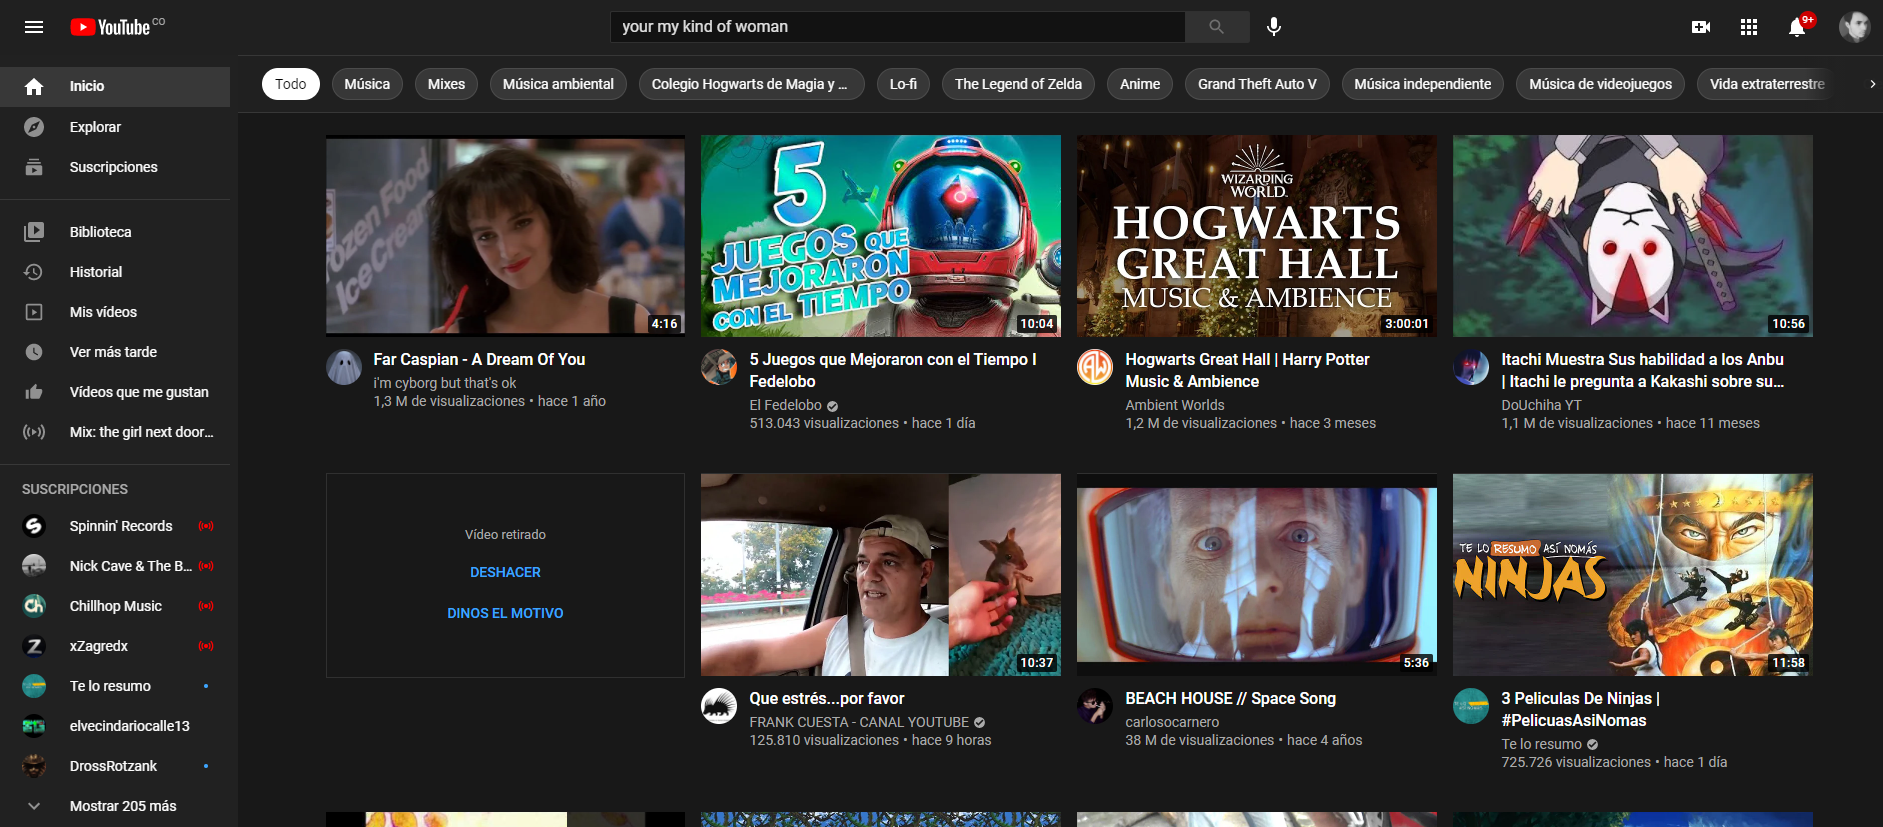 YouTube CO
your my kind of woman
9+
Inicio
Explorar
Suscripciones
Biblioteca
Historial
Mis vídeos
Ver más tarde
Vídeos que me gustan
Mix: the girl next door...
SUSCRIPCIONES
Spinnin' Records
Nick Cave & The B...
Chillhop Music
xZagredx
Te lo resumo
elvecindariocalle13
DrossRotzank
Mostrar 205 más
Todo
Música
Mixes
Música ambiental
Colegio Hogwarts de Magia y ...
Lo-fi
The Legend of Zelda
Anime
Grand Theft Auto V
Música independiente
Música de videojuegos
Vida extraterrestre
Frozen Food
Ice Cream
4:16
Far Caspian - A Dream Of You
i'm cyborg but that's ok
1,3 M de visualizaciones • hace 1 año
5
JUEGOS QUE
MEJORARON
CON EL TIEMPO
10:04
5 Juegos que Mejoraron con el Tiempo I
Fedelobo
El Fedelobo
513.043 visualizaciones • hace 1 día
WIZARDING
WORLD
HOGWARTS
GREAT HALL
MUSIC & AMBIENCE
3:00:01
Hogwarts Great Hall | Harry Potter
Music & Ambience
Ambient Worlds
1,2 M de visualizaciones • hace 3 meses
10:56
Itachi Muestra Sus habilidad a los Anbu
| Itachi le pregunta a Kakashi sobre su...
DoUchiha YT
1,1 M de visualizaciones • hace 11 meses
Vídeo retirado
DESHACER
DINOS EL MOTIVO
10:37
Que estrés...por favor
FRANK CUESTA - CANAL YOUTUBE
125.810 visualizaciones • hace 9 horas
5:36
BEACH HOUSE // Space Song
carlosocarnero
38 M de visualizaciones • hace 4 años
TE LO RESUMO ASÍ NOMÁS
NINJAS
11:58
3 Peliculas De Ninjas |
#PelicuasAsiNomas
Te lo resumo
725.726 visualizaciones • hace 1 día